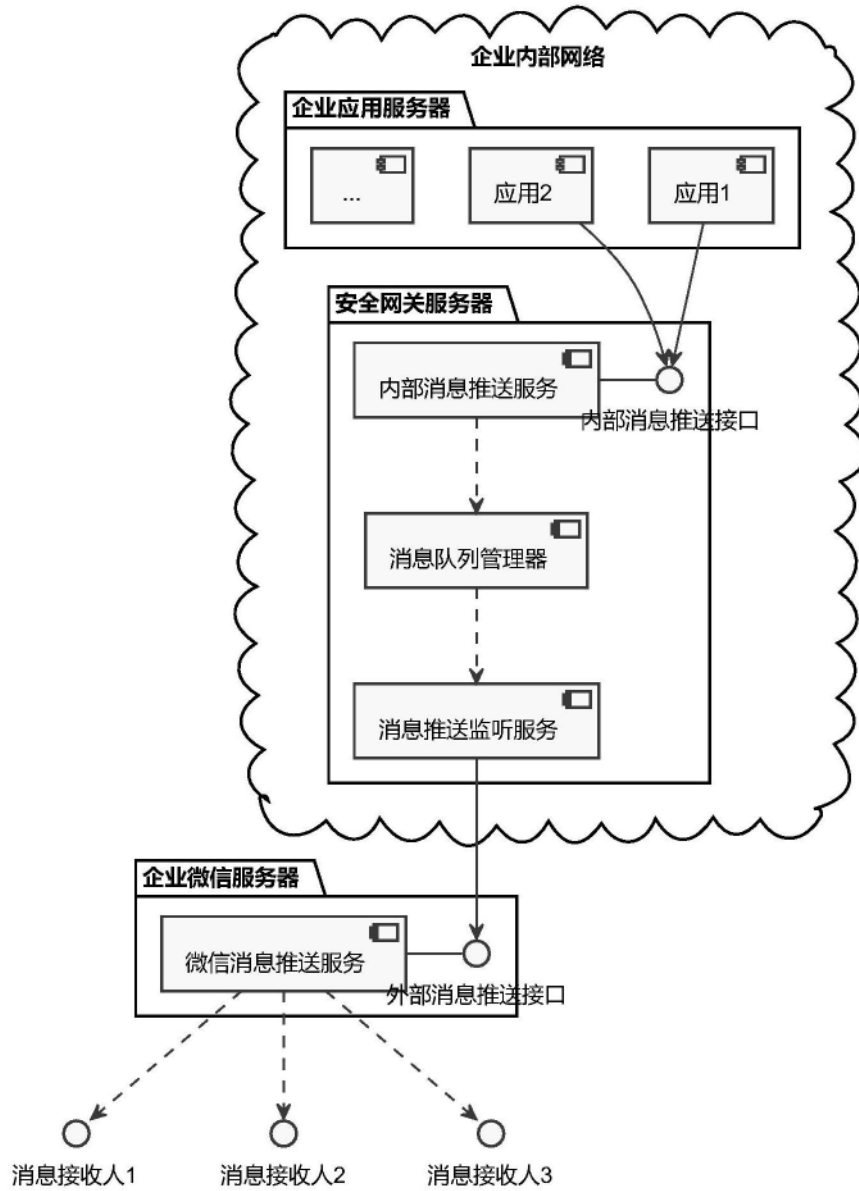 企业内部网络
企业应用服务器
...
应用2
应用1
安全网关服务器
内部消息推送服务
内部消息推送接口
消息队列管理器
消息推送监听服务
企业微信服务器
微信消息推送服务
外部消息推送接口
消息接收人1
消息接收人2
消息接收人3